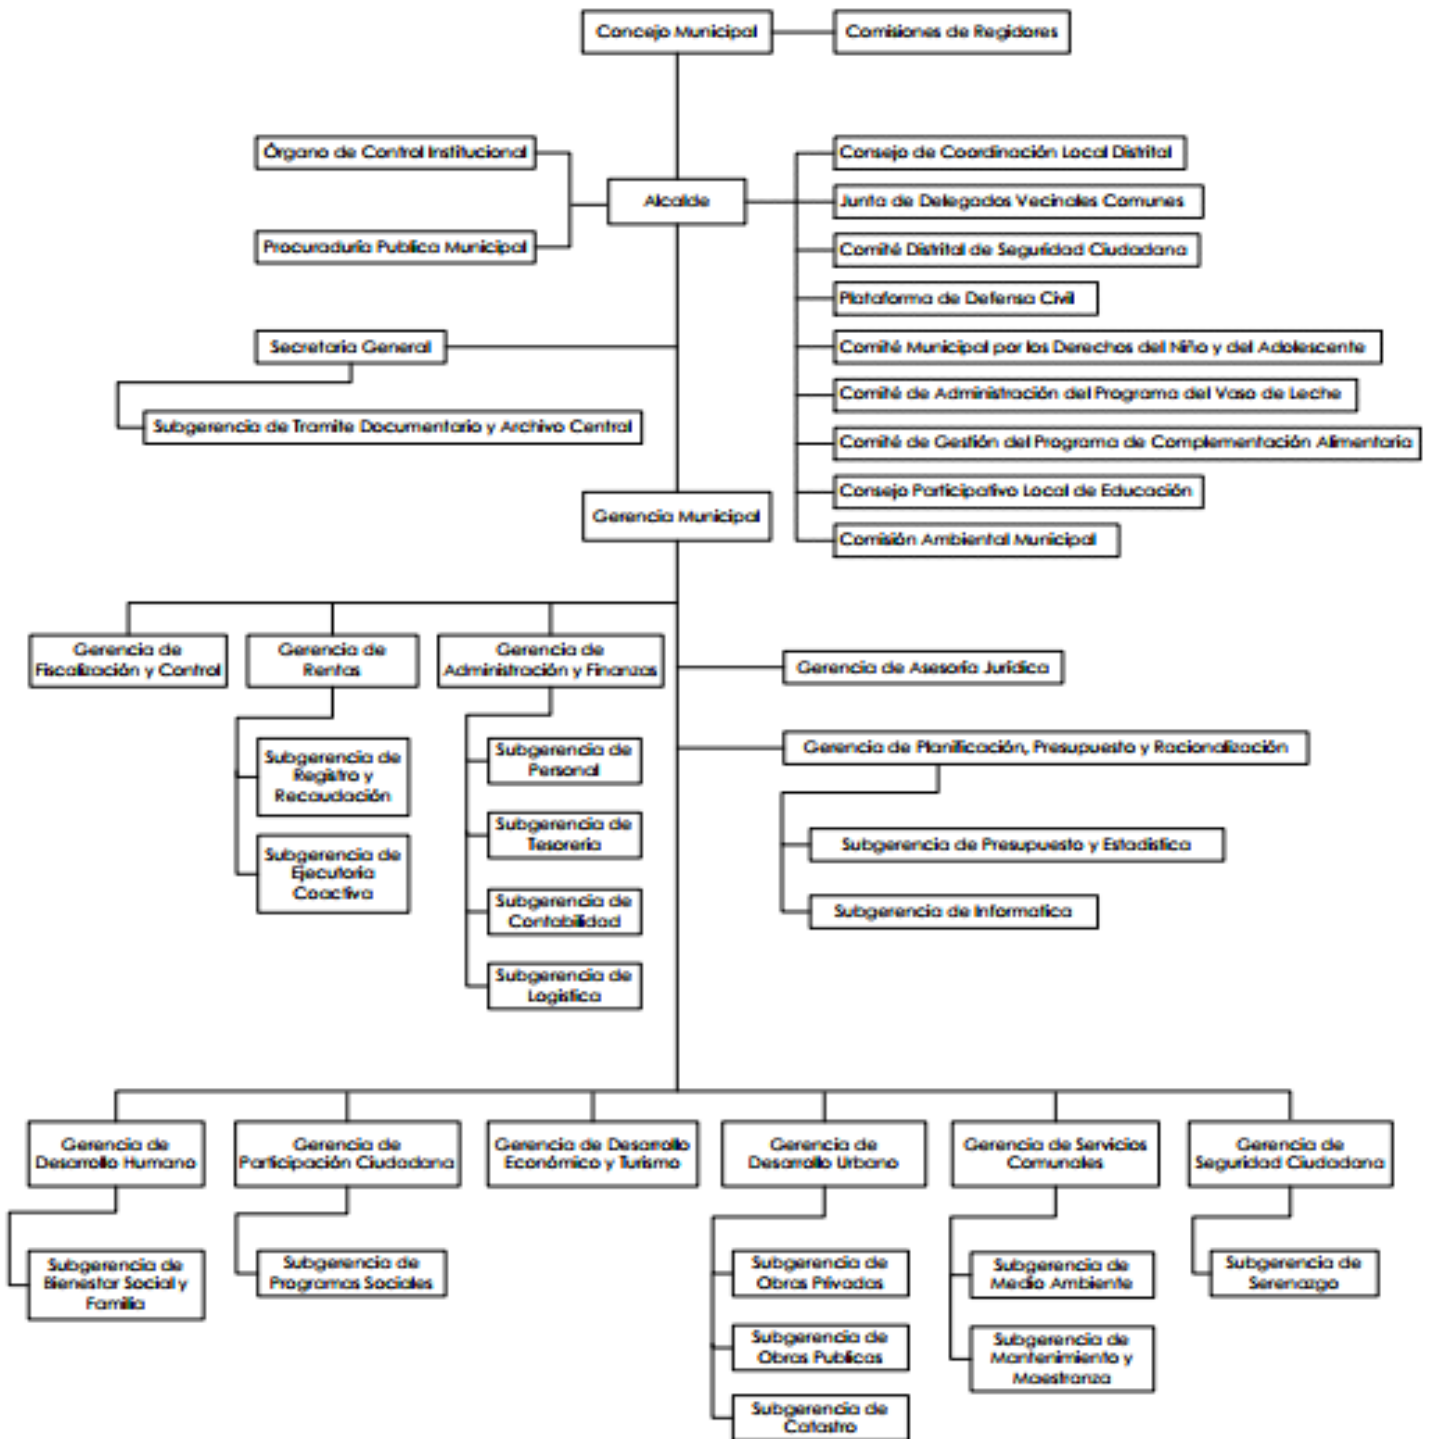 Concejo Municipal
Comisiones de Regidores
Órgano de Control Institucional
Consejo de Coordinación Local Distrital
Alcalde
Junta de Delegados Vecinales Comunes
Procuraduría Publica Municipal
Comité Distrital de Seguridad Ciudadana
Plataforma de Defensa Civil
Secretaria General
Comité Municipal por los Derechos del Niño y del Adolescente
Comité de Administración del Programa del Vaso de Leche
Subgerencia de Tramite Documentario y Archivo Central
Comité de Gestión del Programa de Complementación Alimentaria
Consejo Participativo Local de Educación
Gerencia Municipal
Comisión Ambiental Municipal
Gerencia de
Fiscalización y Control
Gerencia de
Rentas
Gerencia de
Administración y Finanzas
Gerencia de Asesoría Jurídica
Gerencia de Planificación, Presupuesto y Racionalización
Subgerencia de
Registro y
Recaudación
Subgerencia de
Ejecutoria
Coactiva
Subgerencia de
Personal
Subgerencia de
Tesoreria
Subgerencia de
Contabilidad
Subgerencia de
Logistica
Subgerencia de Presupuesto y Estadistica
Subgerencia de Informatica
Gerencia de
Desarrollo Humano
Gerencia de
Participación Ciudadana
Gerencia de Desarrollo
Económico y Turismo
Gerencia de
Desarrollo Urbano
Gerencia de Servicios
Comunales
Gerencia de
Seguridad Ciudadana
Subgerencia de
Bienestar Social y
Familia
Subgerencia de
Programas Sociales
Subgerencia de
Obras Privadas
Subgerencia de
Obras Publicas
Subgerencia de
Catastro
Subgerencia de
Medio Ambiente
Subgerencia de
Mantenimiento y
Maestranza
Subgerencia de
Serenazgo